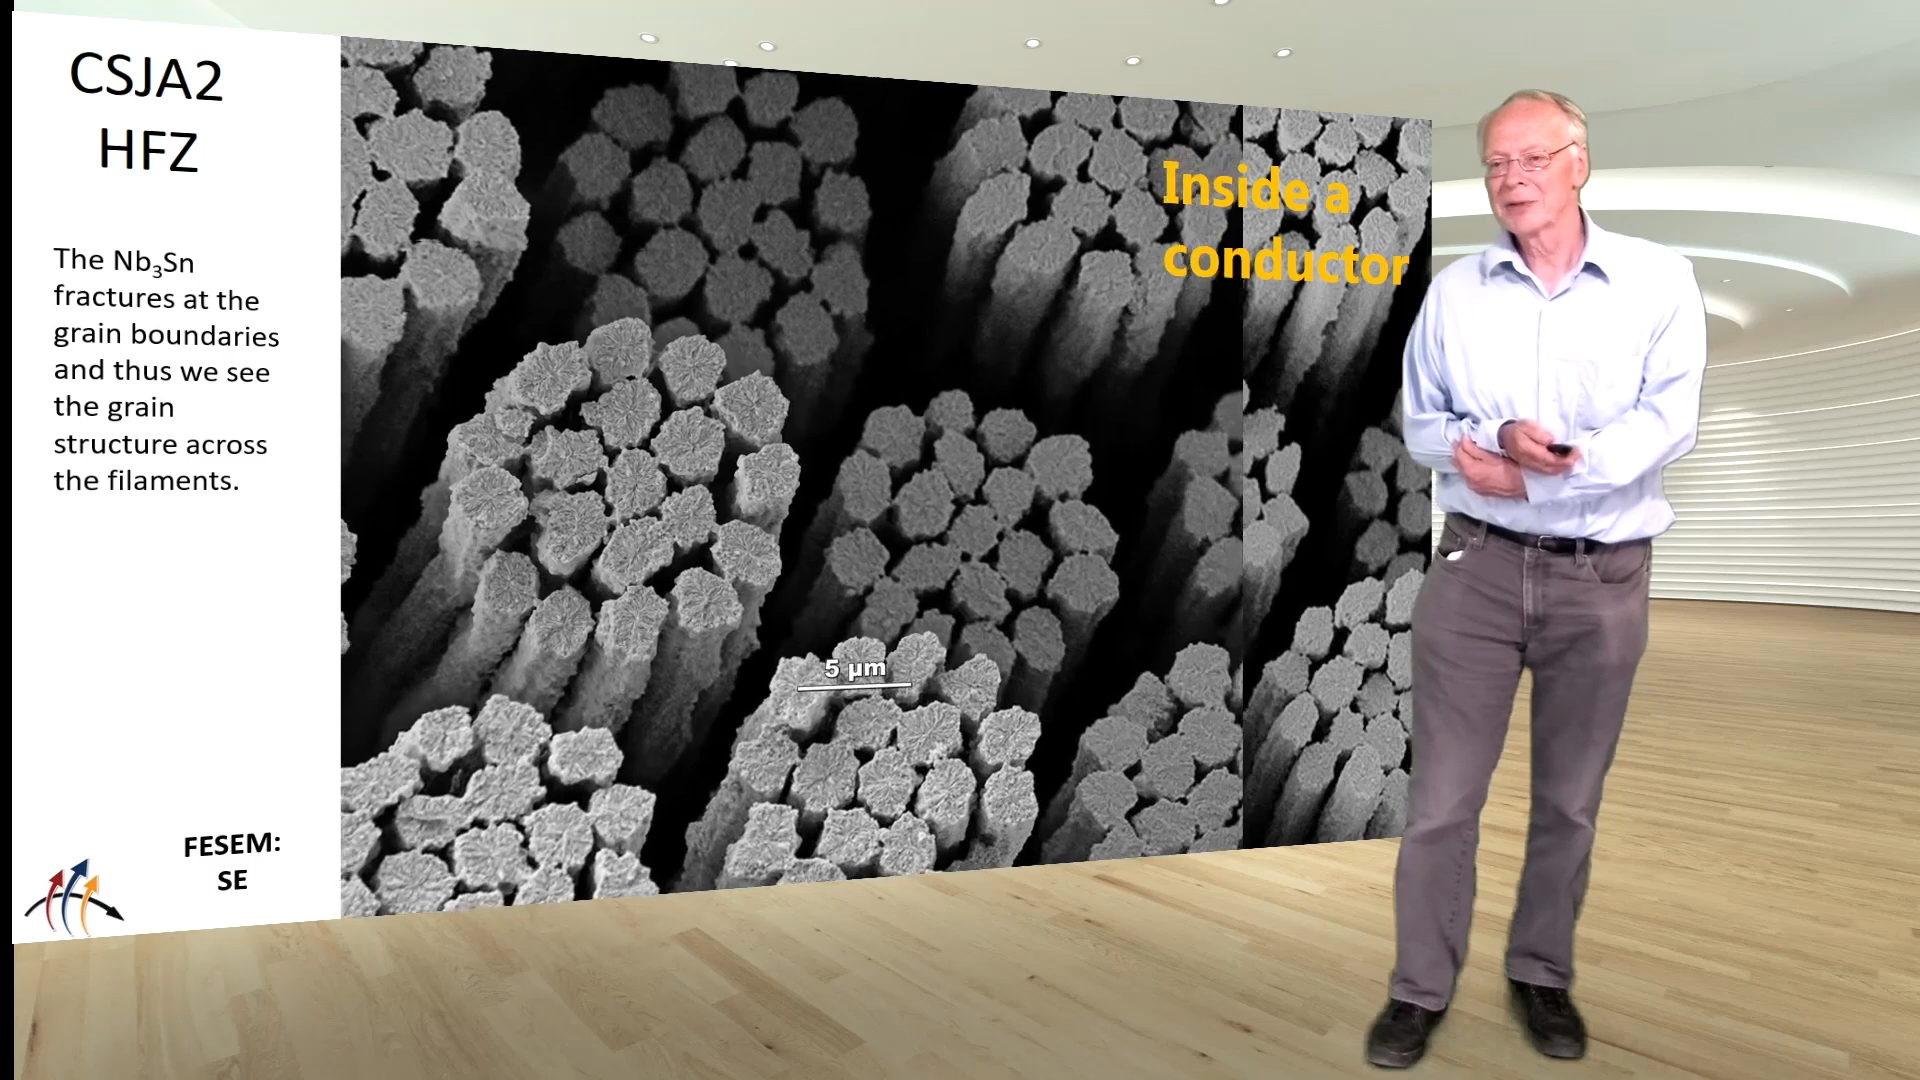 CSJA2
HFZ
The Nb₃Sn
fractures at the
grain boundaries
and thus we see
the grain
structure across
the filaments.
Inside a
conductor
5 µm
FESEM:
SE